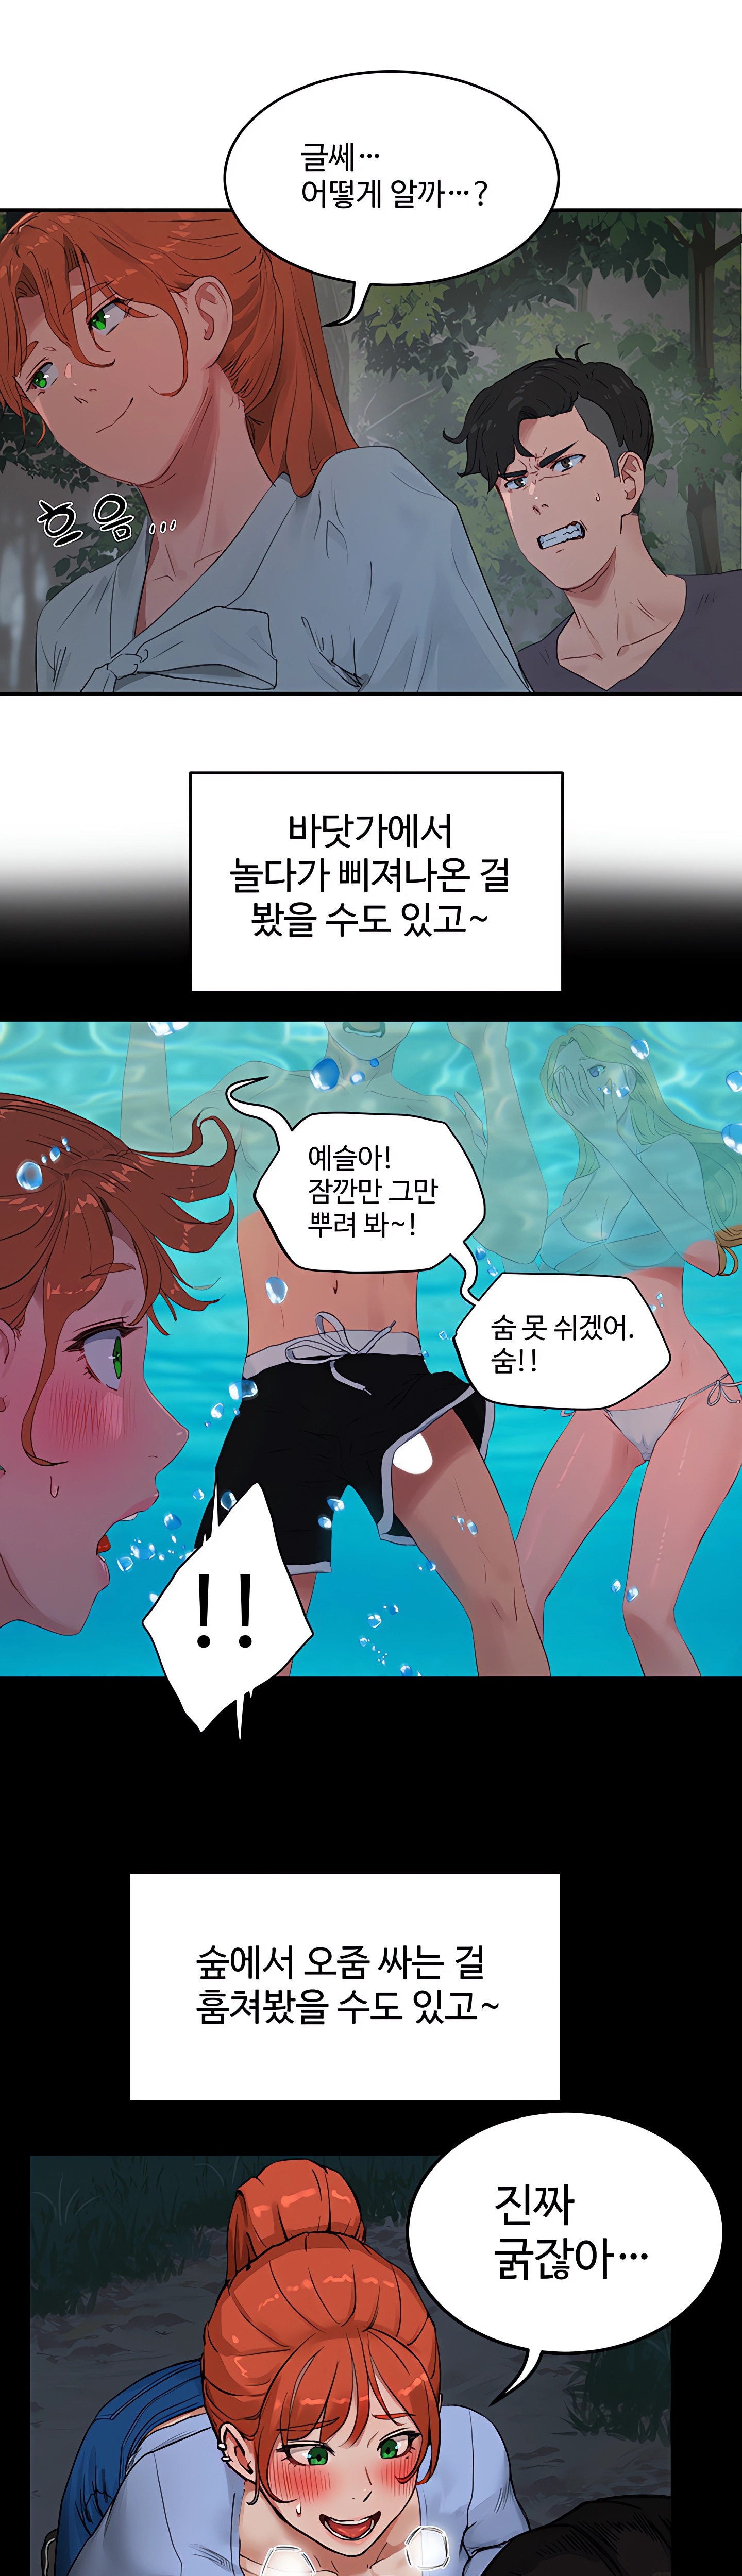 글쎄…
어떻게 알까…?
흐음...
바닷가에서
놀다가 삐져나온 걸
봤을 수도 있고~
예슬아!
잠깐만 그만
뿌려 봐~!
숨 못 쉬겠어.
숨!!
!!
숲에서 오줌 싸는 걸
훔쳐봤을 수도 있고~
진짜
굵잖아…